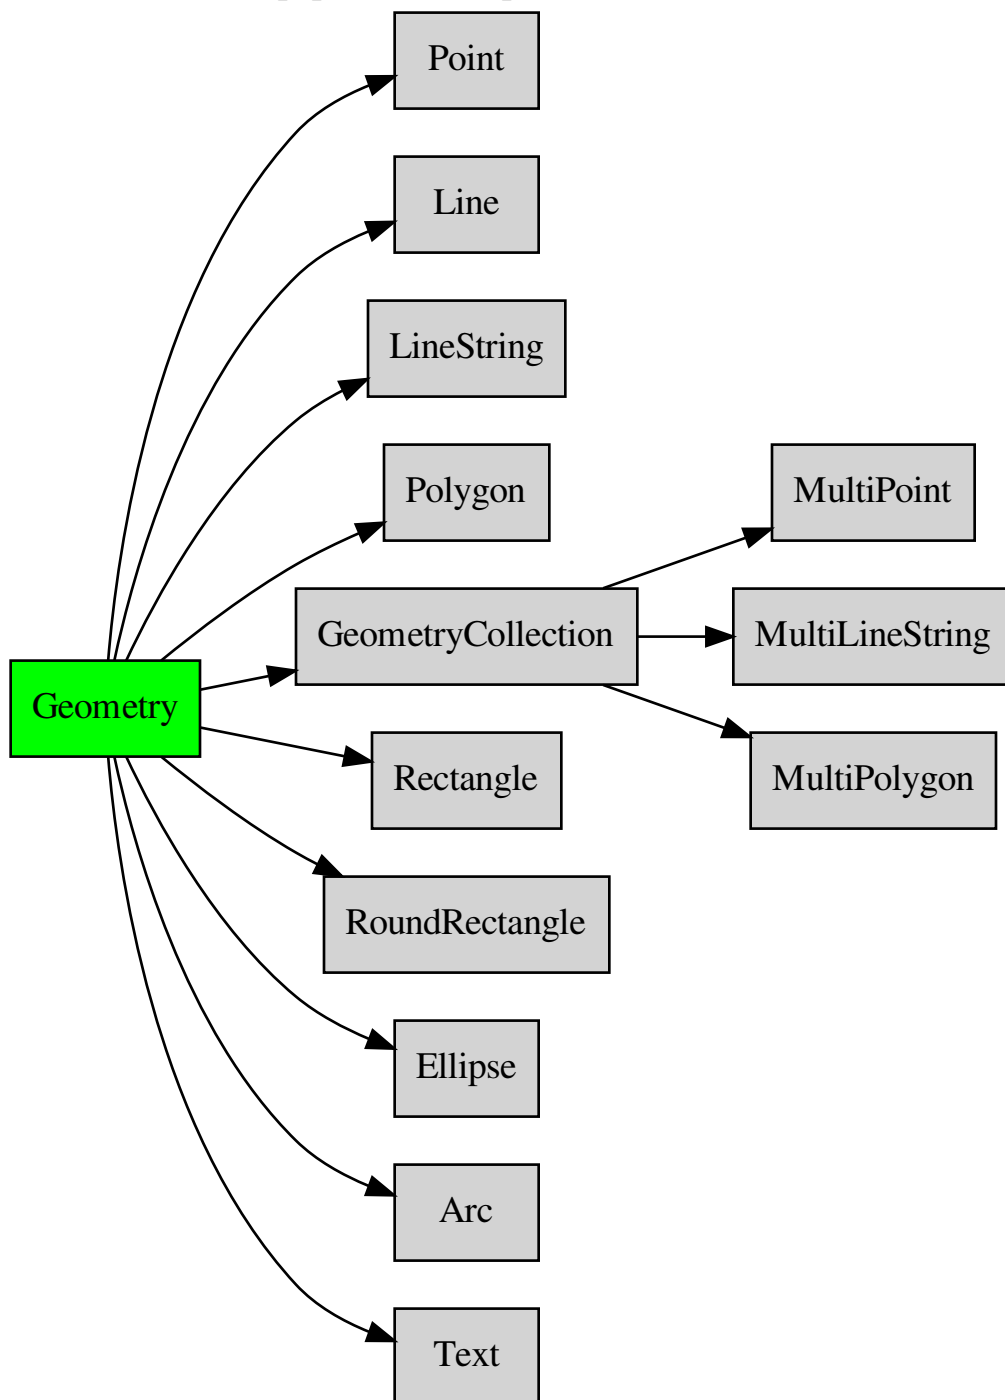 Point
Line
LineString
Polygon
MultiPoint
GeometryCollection
MultiLineString
Geometry
Rectangle
MultiPolygon
RoundRectangle
Ellipse
Arc
Text